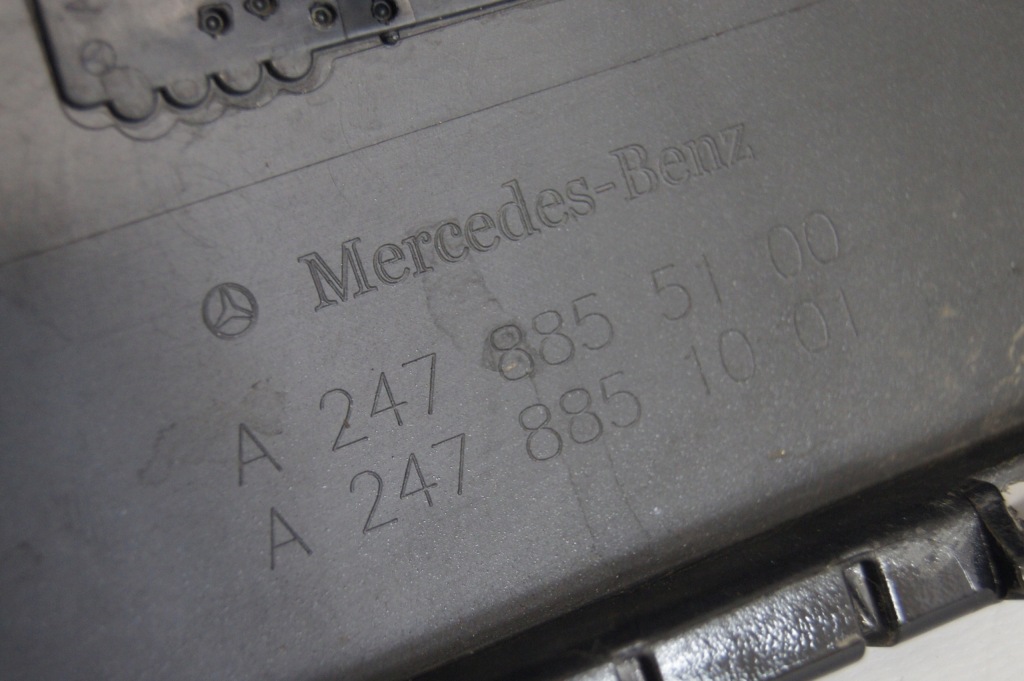 Mercedes-Benz
A 247 885 51 00
A 247 885 10 01